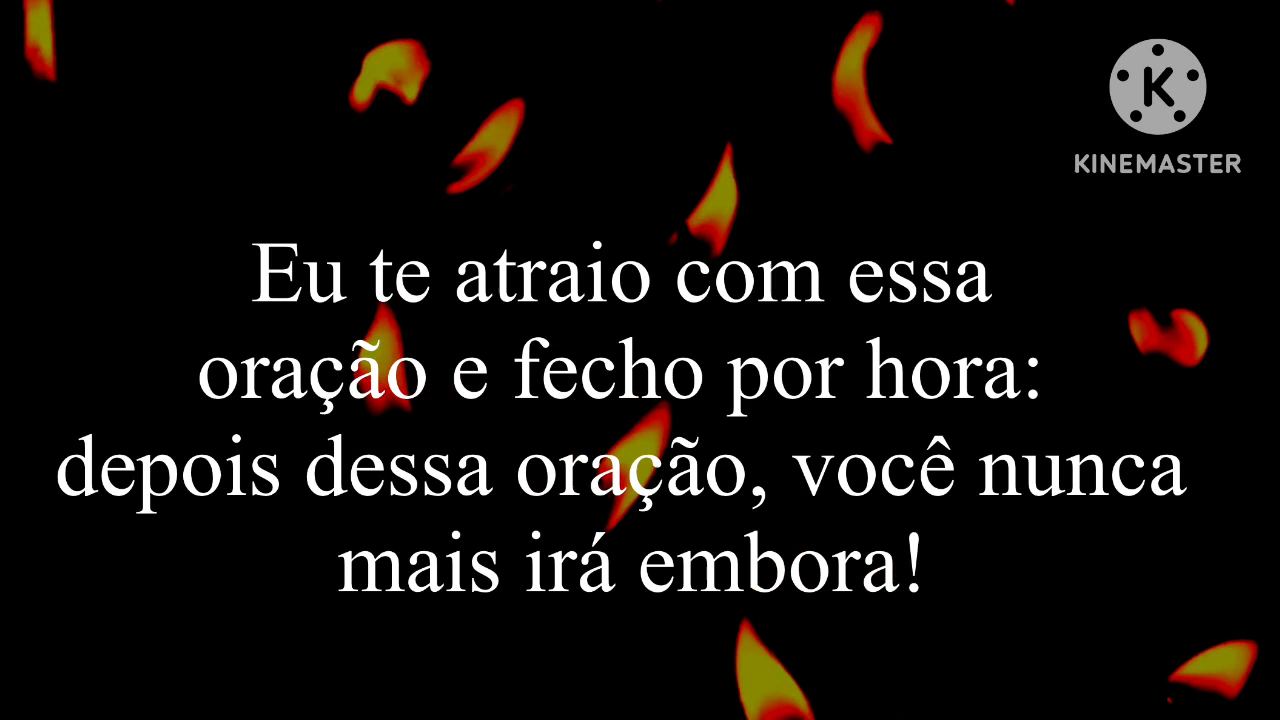 K
KINEMASTER
Eu te atraio com essa
oração e fecho por hora:
depois dessa oração, você nunca
mais irá embora!